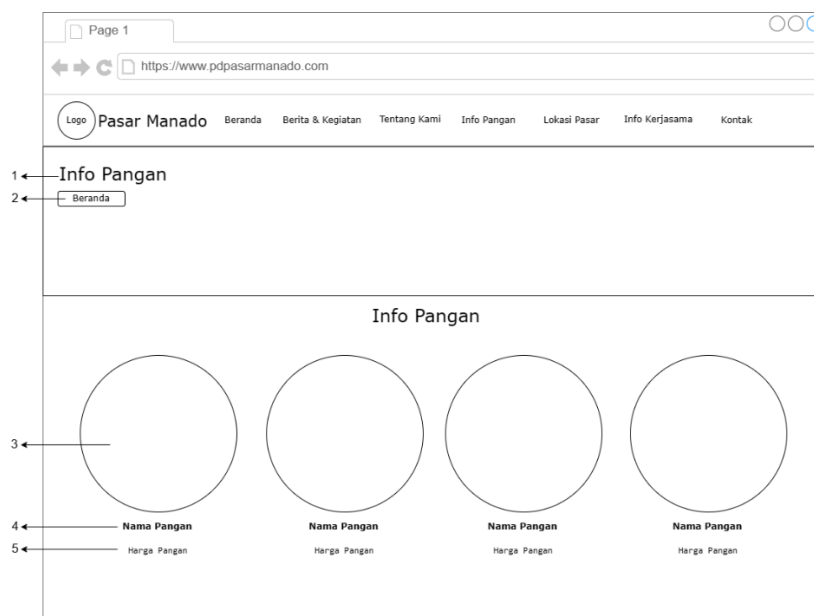 Page 1
https://www.pdpasarmanado.com
Logo Pasar Manado Beranda Berita & Kegiatan Tentang Kami Info Pangan Lokasi Pasar Info Kerjasama Kontak
1 Info Pangan
2 Beranda
Info Pangan
3
4 Nama Pangan Nama Pangan Nama Pangan Nama Pangan
5 Harga Pangan Harga Pangan Harga Pangan Harga Pangan